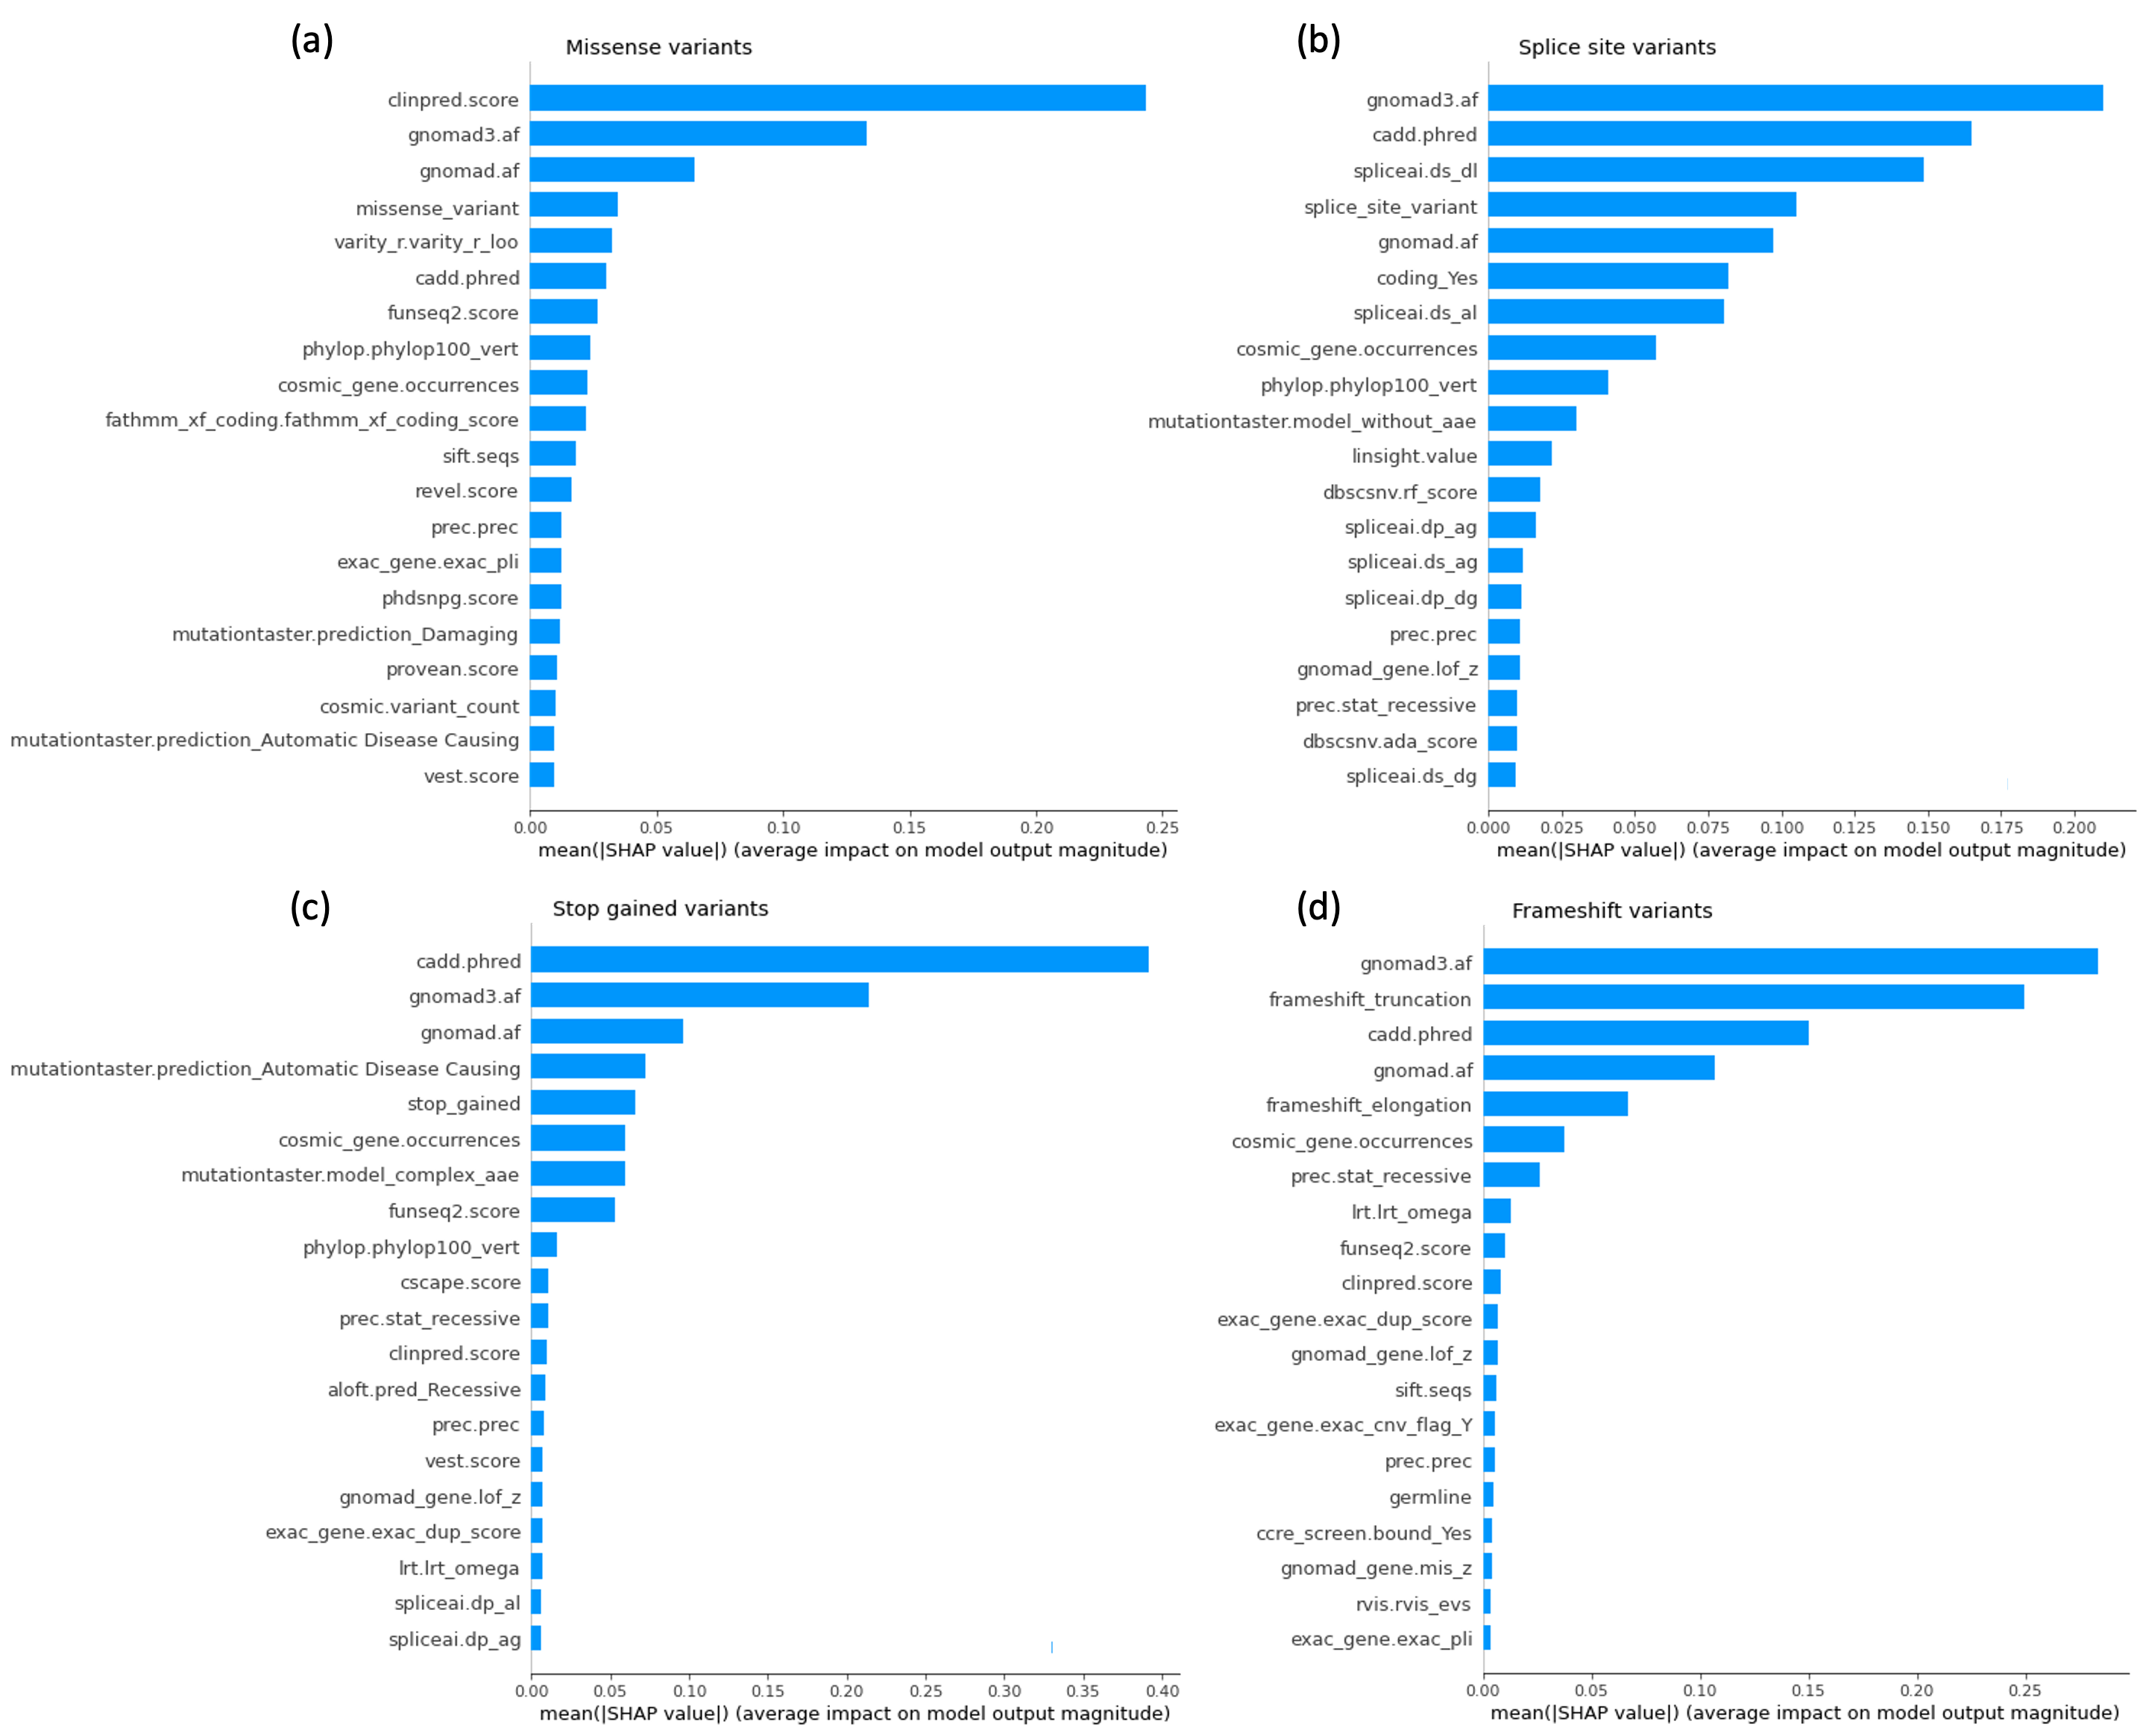 (a)
Missense variants
clinpred.score
gnomad3.af
gnomad.af
missense_variant
varity_r.varity_r_loo
cadd.phred
funseq2.score
phylop.phylop100_vert
cosmic_gene.occurrences
fathmm_xf_coding.fathmm_xf_coding_score
sift.seqs
revel.score
prec.prec
exac_gene.exac_pli
phdsnpg.score
mutationtaster.prediction_Damaging
provean.score
cosmic.variant_count
mutationtaster.prediction_Automatic Disease Causing
vest.score
0.00 0.05 0.10 0.15 0.20 0.25
mean(|SHAP value|) (average impact on model output magnitude)
(b)
Splice site variants
gnomad3.af
cadd.phred
spliceai.ds_dl
splice_site_variant
gnomad.af
coding_Yes
spliceai.ds_al
cosmic_gene.occurrences
phylop.phylop100_vert
mutationtaster.model_without_aae
linsight.value
dbscsnv.rf_score
spliceai.dp_ag
spliceai.ds_ag
spliceai.dp_dg
prec.prec
gnomad_gene.lof_z
prec.stat_recessive
dbscsnv.ada_score
spliceai.ds_dg
0.000 0.025 0.050 0.075 0.100 0.125 0.150 0.175 0.200
mean(|SHAP value|) (average impact on model output magnitude)
(c)
Stop gained variants
cadd.phred
gnomad3.af
gnomad.af
mutationtaster.prediction_Automatic Disease Causing
stop_gained
cosmic_gene.occurrences
mutationtaster.model_complex_aae
funseq2.score
phylop.phylop100_vert
cscape.score
prec.stat_recessive
clinpred.score
aloft.pred_Recessive
prec.prec
vest.score
gnomad_gene.lof_z
exac_gene.exac_dup_score
lrt.lrt_omega
spliceai.dp_al
spliceai.dp_ag
0.00 0.05 0.10 0.15 0.20 0.25 0.30 0.35 0.40
mean(|SHAP value|) (average impact on model output magnitude)
(d)
Frameshift variants
gnomad3.af
frameshift_truncation
cadd.phred
gnomad.af
frameshift_elongation
cosmic_gene.occurrences
prec.stat_recessive
lrt.lrt_omega
funseq2.score
clinpred.score
exac_gene.exac_dup_score
gnomad_gene.lof_z
sift.seqs
exac_gene.exac_cnv_flag_Y
prec.prec
germline
ccre_screen.bound_Yes
gnomad_gene.mis_z
rvis.rvis_evs
exac_gene.exac_pli
0.00 0.05 0.10 0.15 0.20 0.25
mean(|SHAP value|) (average impact on model output magnitude)